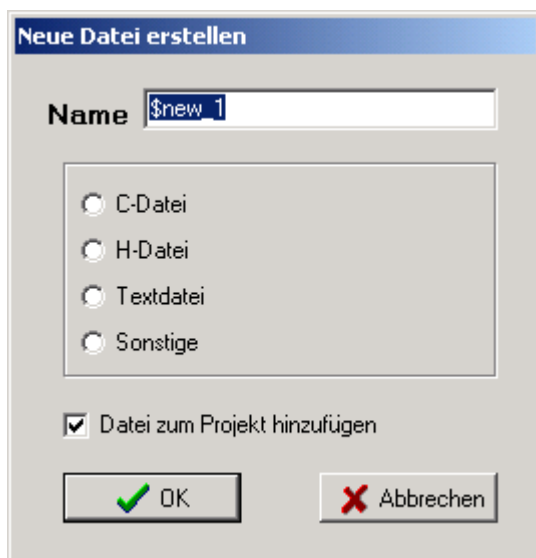 Neue Datei erstellen
Name $new_1
C-Datei
H-Datei
Textdatei
Sonstige
Datei zum Projekt hinzufügen
OK Abbrechen